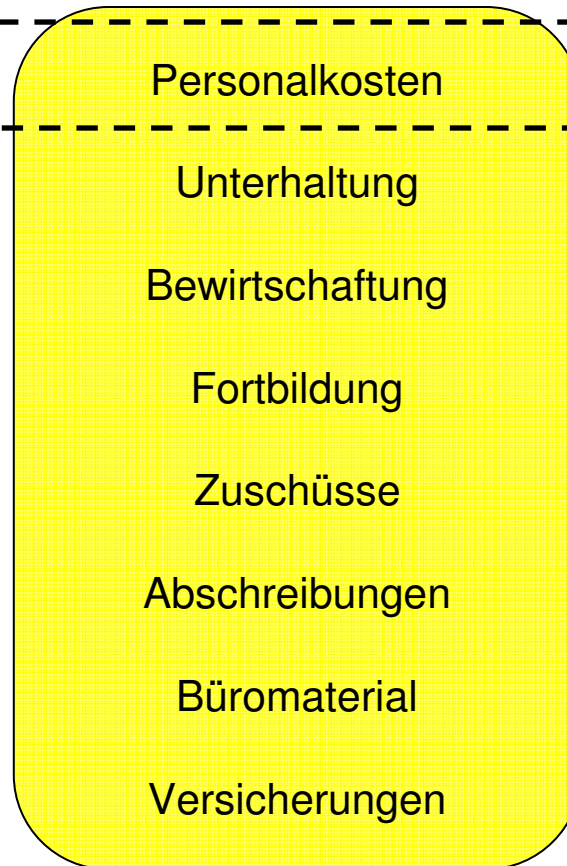 Personalkosten
Unterhaltung
Bewirtschaftung
Fortbildung
Zuschüsse
Abschreibungen
Büromaterial
Versicherungen